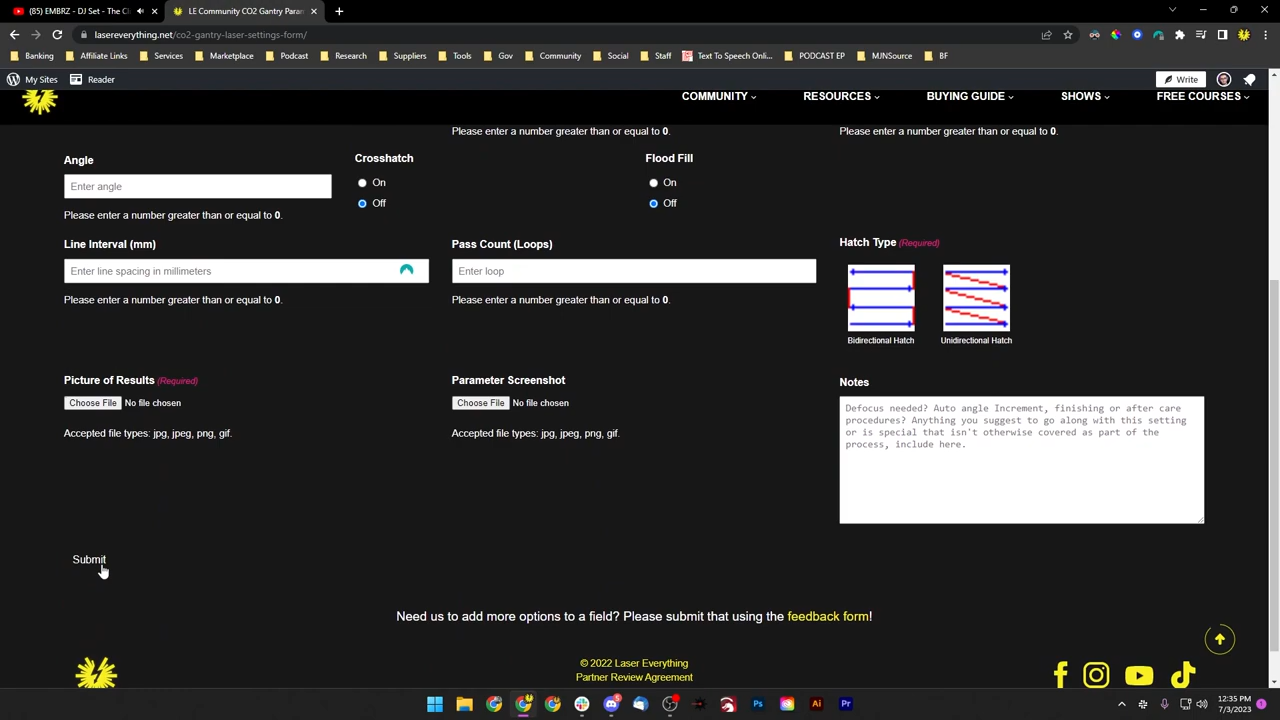 (85) EMBRZ - DJ Set - The Cl
LE Community CO2 Gantry Param
lasereverything.net/co2-gantry-laser-settings-form/
Banking Affiliate Links Services Marketplace Podcast Research Suppliers Tools Gov Community Social Staff Text To Speech Onli... PODCAST EP MJNSource BF
My Sites Reader Write
COMMUNITY RESOURCES BUYING GUIDE SHOWS FREE COURSES
Please enter a number greater than or equal to 0. Please enter a number greater than or equal to 0.
Angle Crosshatch Flood Fill
Enter angle On On
Off Off
Please enter a number greater than or equal to 0.
Line Interval (mm) Pass Count (Loops) Hatch Type (Required)
Enter line spacing in millimeters Enter loop
Please enter a number greater than or equal to 0. Please enter a number greater than or equal to 0.
Bidirectional Hatch Unidirectional Hatch
Picture of Results (Required) Parameter Screenshot Notes
Choose File No file chosen Choose File No file chosen
Accepted file types: jpg, jpeg, png, gif. Accepted file types: jpg, jpeg, png, gif.
Defocus needed? Auto angle Increment, finishing or after care
procedures? Anything you suggest to go along with this setting
or is special that isn't otherwise covered as part of the
process, include here.
Submit
Need us to add more options to a field? Please submit that using the feedback form!
© 2022 Laser Everything
Partner Review Agreement
Ps Ai Pr
12:35 PM
7/3/2023